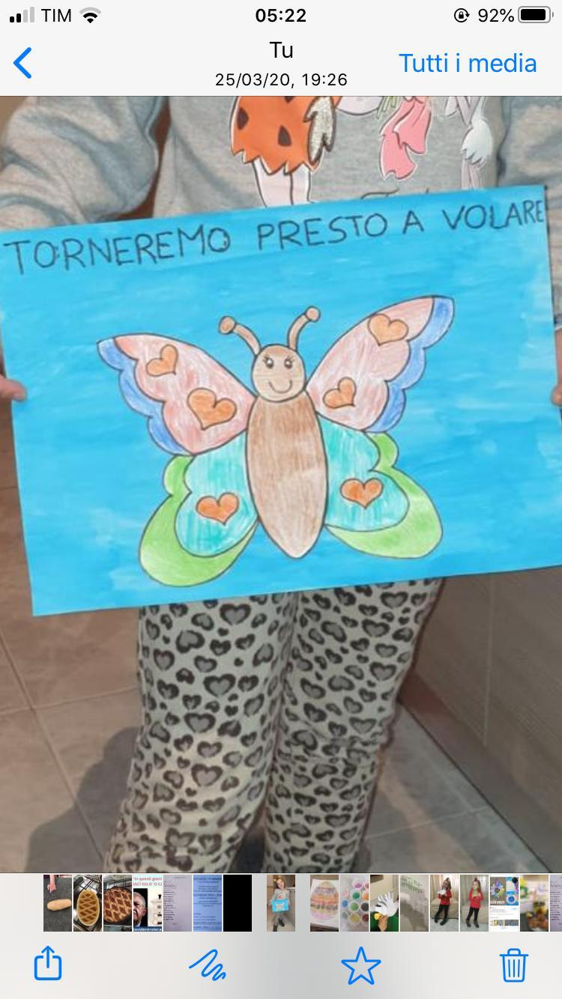 TIM 05:22 92%
Tu
25/03/20, 19:26
Tutti i media
TORNEREMO PRESTO A VOLARE